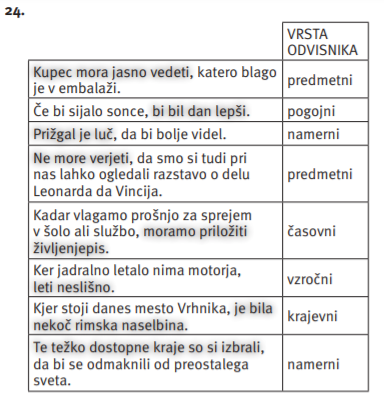 24.
VRSTA
ODVISNIKA
Kupec mora jasno vedeti, katero blago
je v embalaži.
predmetni
Če bi sijalo sonce, bi bil dan lepši.
pogojni
Prižgal je luč, da bi bolje videl.
namerni
Ne more verjeti, da smo si tudi pri
nas lahko ogledali razstavo o delu
Leonarda da Vincija.
predmetni
Kadar vlagamo prošnjo za sprejem
v šolo ali službo, moramo priložiti
življenjepis.
časovni
Ker jadralno letalo nima motorja,
leti neslišno.
vzročni
Kjer stoji danes mesto Vrhnika, je bila
nekoč rimska naselbina.
krajevni
Te težko dostopne kraje so si izbrali,
da bi se odmaknili od preostalega
sveta.
namerni